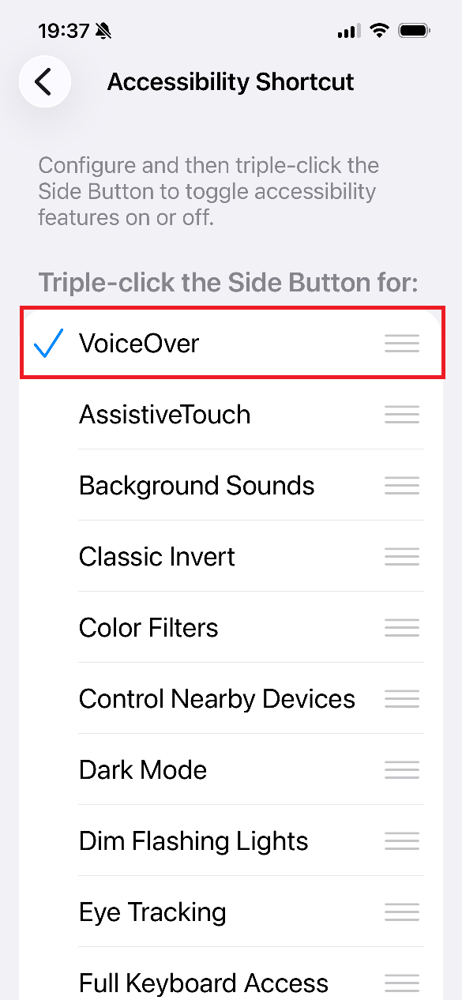 19:37
Accessibility Shortcut
Configure and then triple-click the
Side Button to toggle accessibility
features on or off.
Triple-click the Side Button for:
VoiceOver
AssistiveTouch
Background Sounds
Classic Invert
Color Filters
Control Nearby Devices
Dark Mode
Dim Flashing Lights
Eye Tracking
Full Keyboard Access